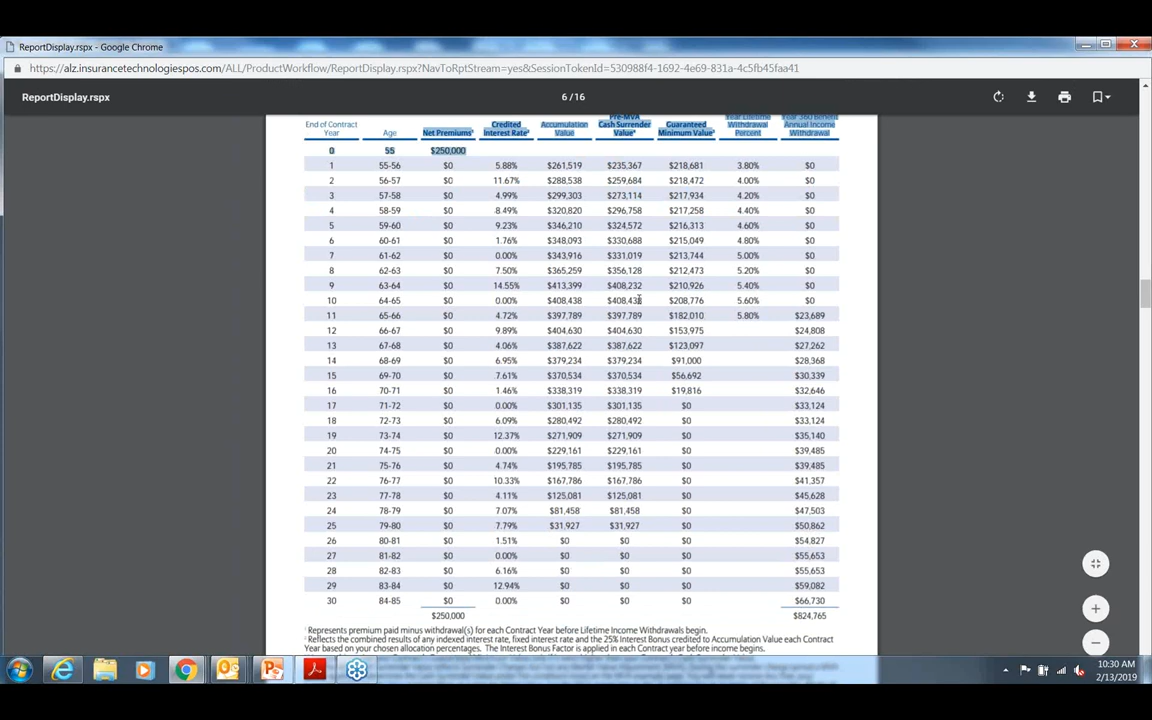 ReportDisplay.rspx - Google Chrome
https://alz.insurancetechnologiespos.com/ALL/ProductWorkflow/ReportDisplay.rspx?NavToRptStream=yes&SessionTokenId=530988f4-1692-4e69-831a-4c5fb45faa41
ReportDisplay.rspx 6 / 16
End of Contract Year Age Net Premiums¹ Credited Interest Rate² Accumulation Value Pre-MVA Cash Surrender Value Guaranteed Minimum Value Year Lifetime Withdrawal Percent Year 360 Benefit Annual Income Withdrawal
0 55 $250,000
1 55-56 $0 5.88% $261,519 $235,367 $218,681 3.80% $0
2 56-57 $0 11.67% $288,538 $259,684 $218,472 4.00% $0
3 57-58 $0 4.99% $299,303 $273,114 $217,934 4.20% $0
4 58-59 $0 8.49% $320,820 $296,758 $217,258 4.40% $0
5 59-60 $0 9.23% $346,210 $324,572 $216,313 4.60% $0
6 60-61 $0 1.76% $348,093 $330,688 $215,049 4.80% $0
7 61-62 $0 0.00% $343,916 $331,019 $213,744 5.00% $0
8 62-63 $0 7.50% $365,259 $356,128 $212,473 5.20% $0
9 63-64 $0 14.55% $413,399 $408,232 $210,926 5.40% $0
10 64-65 $0 0.00% $408,438 $408,438 $208,776 5.60% $0
11 65-66 $0 4.72% $397,789 $397,789 $182,010 5.80% $23,689
12 66-67 $0 9.89% $404,630 $404,630 $153,975 $24,808
13 67-68 $0 4.06% $387,622 $387,622 $123,097 $27,262
14 68-69 $0 6.95% $379,234 $379,234 $91,000 $28,368
15 69-70 $0 7.61% $370,534 $370,534 $56,692 $30,339
16 70-71 $0 1.46% $338,319 $338,319 $19,816 $32,646
17 71-72 $0 0.00% $301,135 $301,135 $0 $33,124
18 72-73 $0 6.09% $280,492 $280,492 $0 $33,124
19 73-74 $0 12.37% $271,909 $271,909 $0 $35,140
20 74-75 $0 0.00% $229,161 $229,161 $0 $39,485
21 75-76 $0 4.74% $195,785 $195,785 $0 $39,485
22 76-77 $0 10.33% $167,786 $167,786 $0 $41,357
23 77-78 $0 4.11% $125,081 $125,081 $0 $45,628
24 78-79 $0 7.07% $81,458 $81,458 $0 $47,503
25 79-80 $0 7.79% $31,927 $31,927 $0 $50,862
26 80-81 $0 1.51% $0 $0 $0 $54,827
27 81-82 $0 0.00% $0 $0 $0 $55,653
28 82-83 $0 6.16% $0 $0 $0 $55,653
29 83-84 $0 12.94% $0 $0 $0 $59,082
30 84-85 $0 0.00% $0 $0 $0 $66,730
$250,000 $824,765
¹ Represents premium paid minus withdrawal(s) for each Contract Year before Lifetime Income Withdrawals begin.
² Reflects the combined results of any indexed interest rate, fixed interest rate and the 25% Interest Bonus credited to Accumulation Value each Contract
Year based on your chosen allocation percentages. The Interest Bonus Factor is applied in each Contract year before income begins.
10:30 AM
2/13/2019